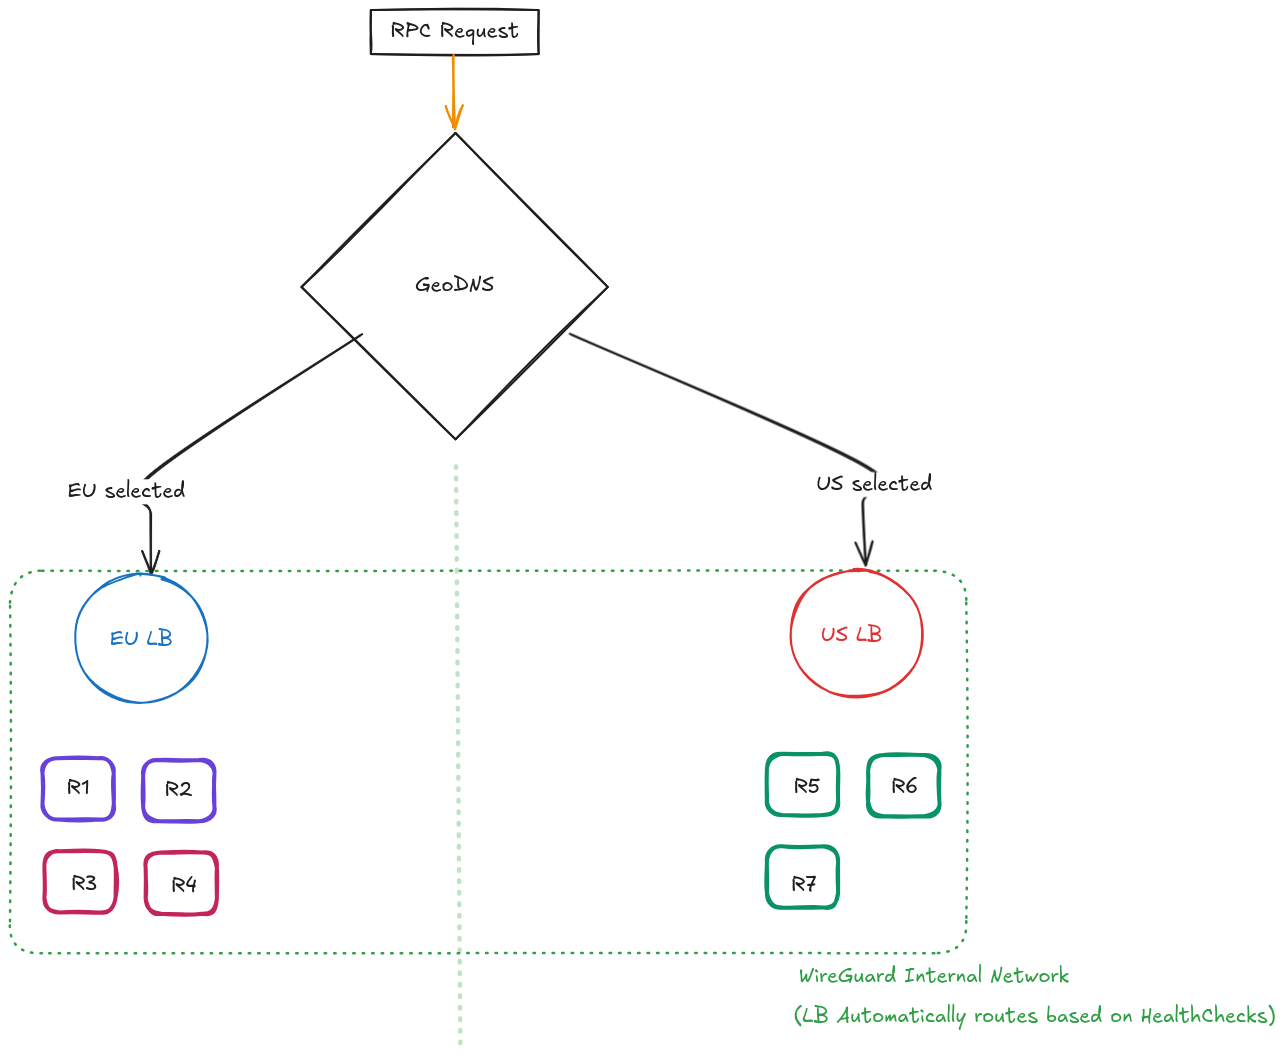 RPC Request
GeoDNS
EU selected
US selected
EU LB
US LB
R1
R2
R5
R6
R3
R4
R7
WireGuard Internal Network
(LB Automatically routes based on HealthChecks)